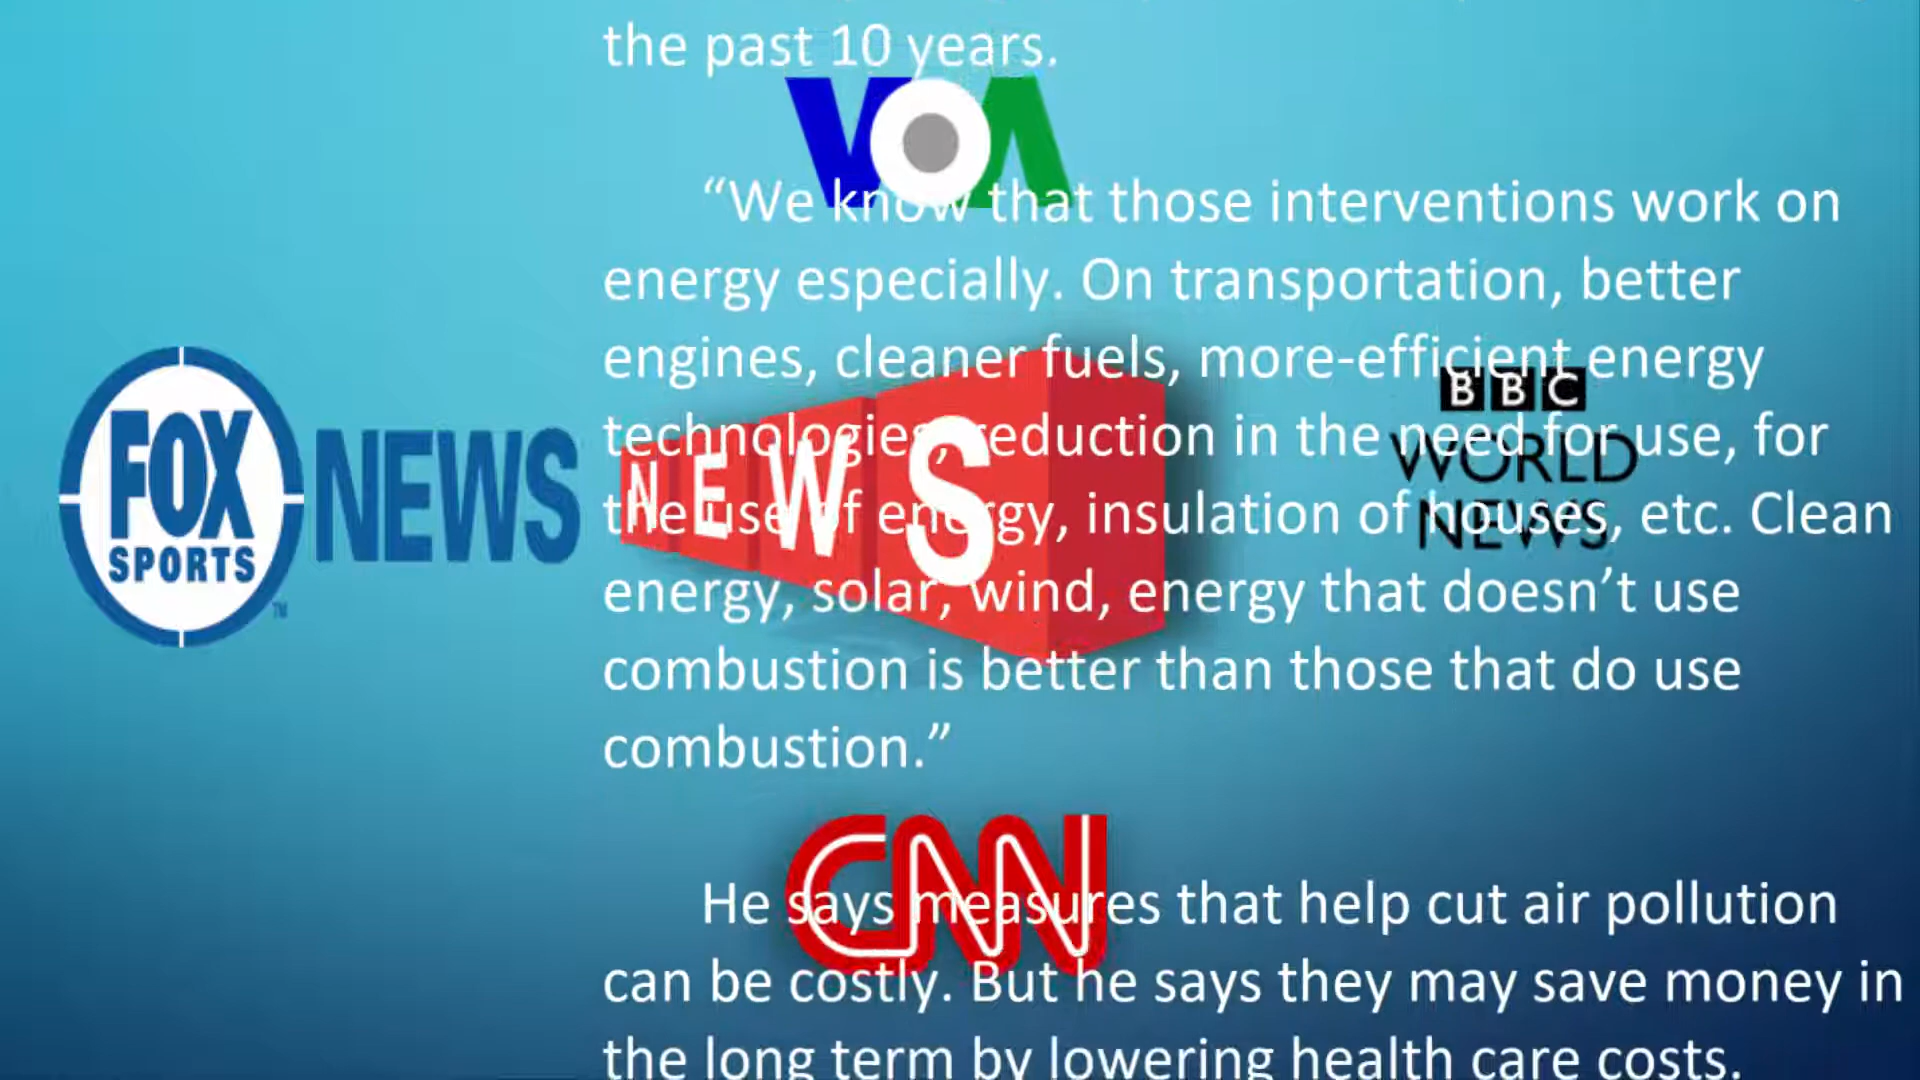 the past 10 years.
VOA
“We know that those interventions work on
energy especially. On transportation, better
engines, cleaner fuels, more-efficient energy
technologies, reduction in the need for use, for
the use of energy, insulation of houses, etc. Clean
energy, solar, wind, energy that doesn’t use
combustion is better than those that do use
combustion.”
FOX
SPORTS
TM
NEWS
NEWS
BBC
WORLD
NEWS
CNN
He says measures that help cut air pollution
can be costly. But he says they may save money in
the long term by lowering health care costs.